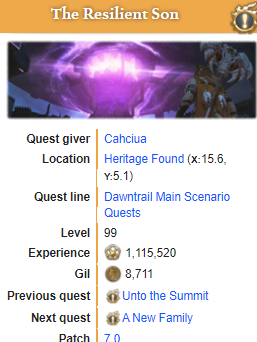 The Resilient Son
Quest giver Cahciua
Location Heritage Found (X:15.6,
Y:5.1)
Quest line Dawntrail Main Scenario
Quests
Level 99
Experience 1,115,520
Gil 8,711
Previous quest Unto the Summit
Next quest A New Family
Patch 7.0